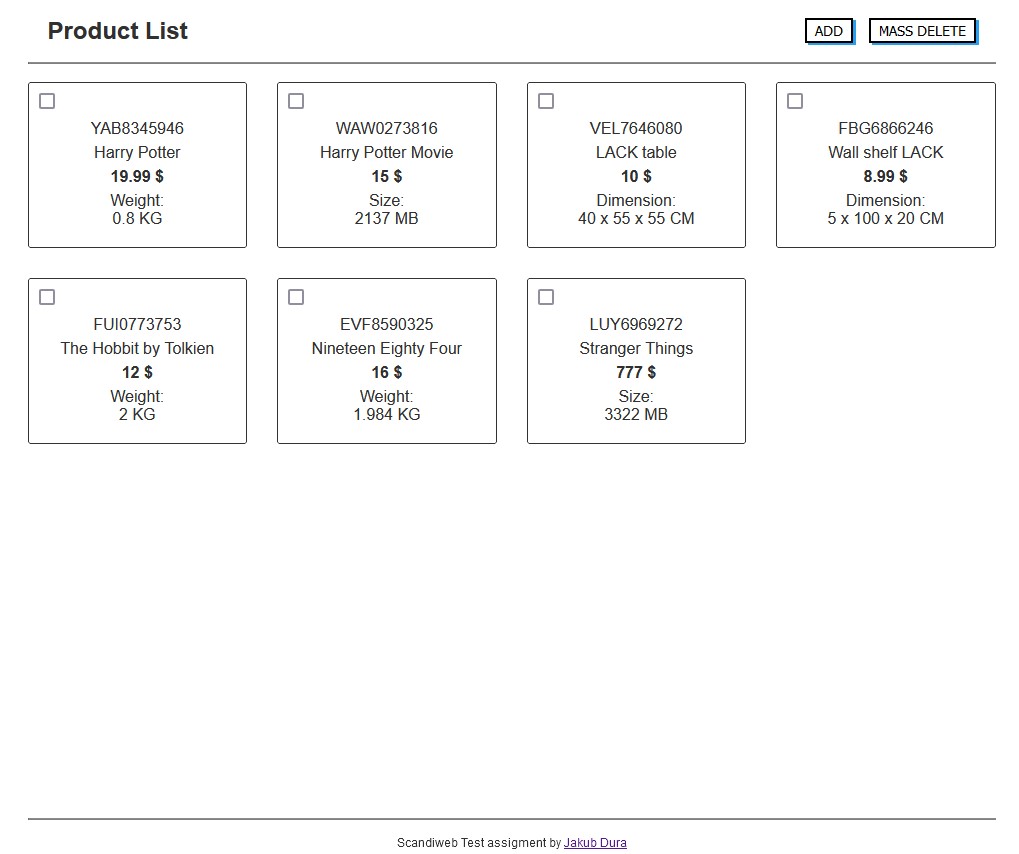 Product List
ADD
MASS DELETE
YAB8345946
Harry Potter
19.99 $
Weight:
0.8 KG
WAW0273816
Harry Potter Movie
15 $
Size:
2137 MB
VEL7646080
LACK table
10 $
Dimension:
40 x 55 x 55 CM
FBG6866246
Wall shelf LACK
8.99 $
Dimension:
5 x 100 x 20 CM
FUI0773753
The Hobbit by Tolkien
12 $
Weight:
2 KG
EVF8590325
Nineteen Eighty Four
16 $
Weight:
1.984 KG
LUY6969272
Stranger Things
777 $
Size:
3322 MB
Scandiweb Test assigment by Jakub Dura